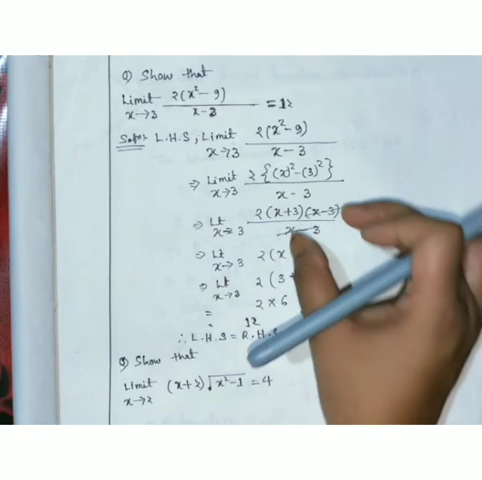 Q) Show that
Limit x→3 2(x²-9) / x-3 = 12
Soln: L.H.S, Limit x→3 2(x²-9) / x-3
⇒ Limit x→3 2{(x)²-(3)²} / x-3
⇒ Lt x→3 2(x+3)(x-3) / x-3
⇒ Lt x→3 2(x
⇒ Lt x→3 2(3+
= 2×6
= 12
∴ L.H.S = R.H.S
Q) Show that
Limit x→2 (x+2)√x²-1 = 4